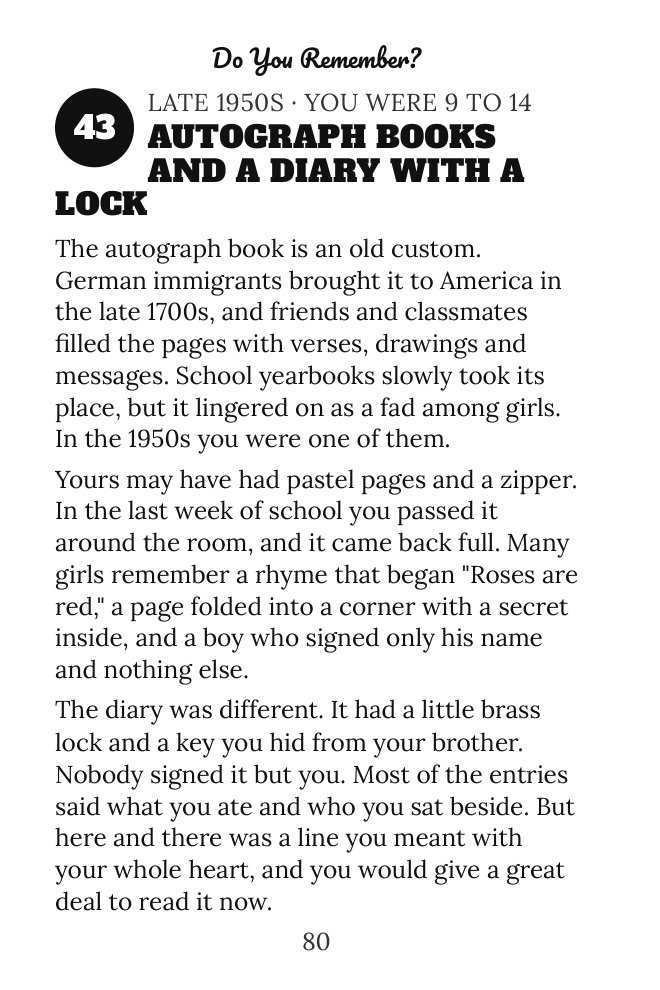 Do You Remember?
43
LATE 1950S · YOU WERE 9 TO 14
AUTOGRAPH BOOKS
AND A DIARY WITH A
LOCK
The autograph book is an old custom.
German immigrants brought it to America in
the late 1700s, and friends and classmates
filled the pages with verses, drawings and
messages. School yearbooks slowly took its
place, but it lingered on as a fad among girls.
In the 1950s you were one of them.
Yours may have had pastel pages and a zipper.
In the last week of school you passed it
around the room, and it came back full. Many
girls remember a rhyme that began "Roses are
red," a page folded into a corner with a secret
inside, and a boy who signed only his name
and nothing else.
The diary was different. It had a little brass
lock and a key you hid from your brother.
Nobody signed it but you. Most of the entries
said what you ate and who you sat beside. But
here and there was a line you meant with
your whole heart, and you would give a great
deal to read it now.
80